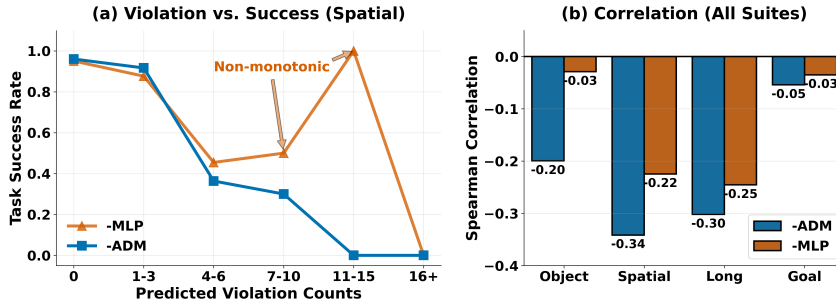 (a) Violation vs. Success (Spatial)
Task Success Rate
1.0
0.8
0.6
0.4
0.2
0.0
Non-monotonic
-MLP
-ADM
0 1-3 4-6 7-10 11-15 16+
Predicted Violation Counts
(b) Correlation (All Suites)
Spearman Correlation
0.0
−0.1
−0.2
−0.3
−0.4
-0.20
-0.03
-0.34
-0.22
-0.30
-0.25
-0.05
-0.03
-ADM
-MLP
Object Spatial Long Goal